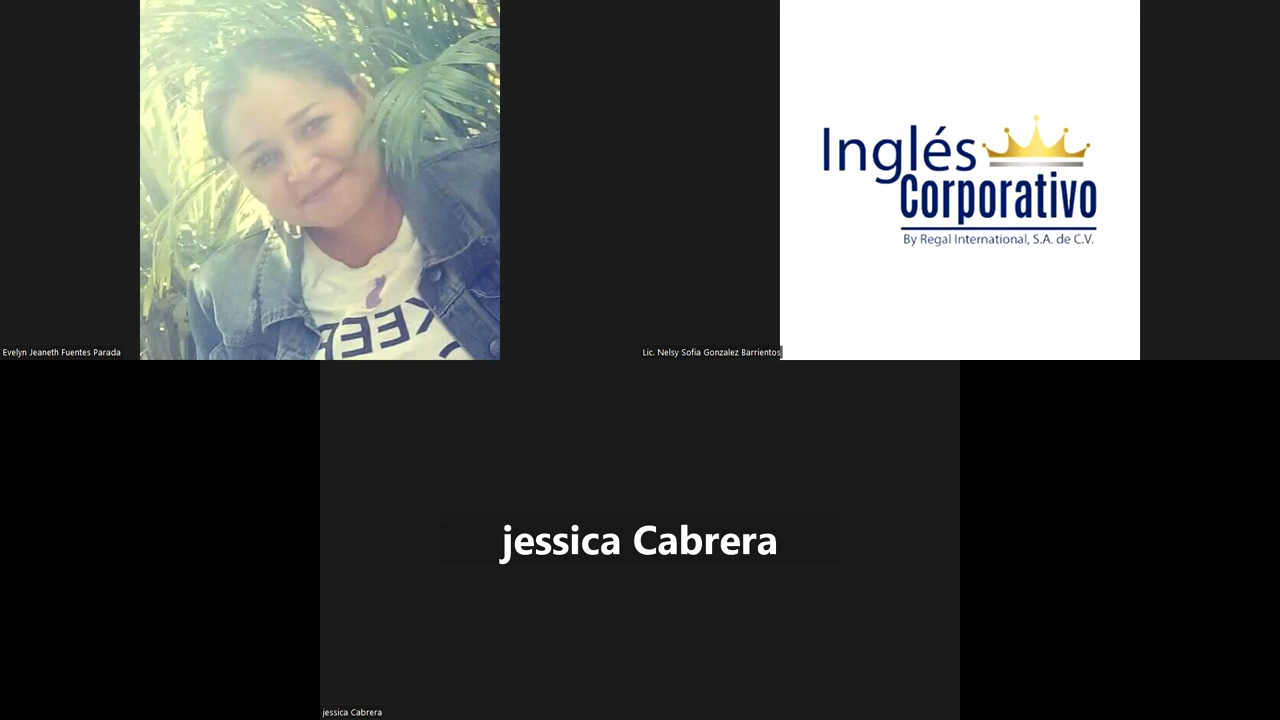 Inglés
Corporativo
By Regal International, S.A. de C.V.
Evelyn Jeaneth Fuentes Parada
Lic. Nelsy Sofia Gonzalez Barrientos
jessica Cabrera
jessica Cabrera